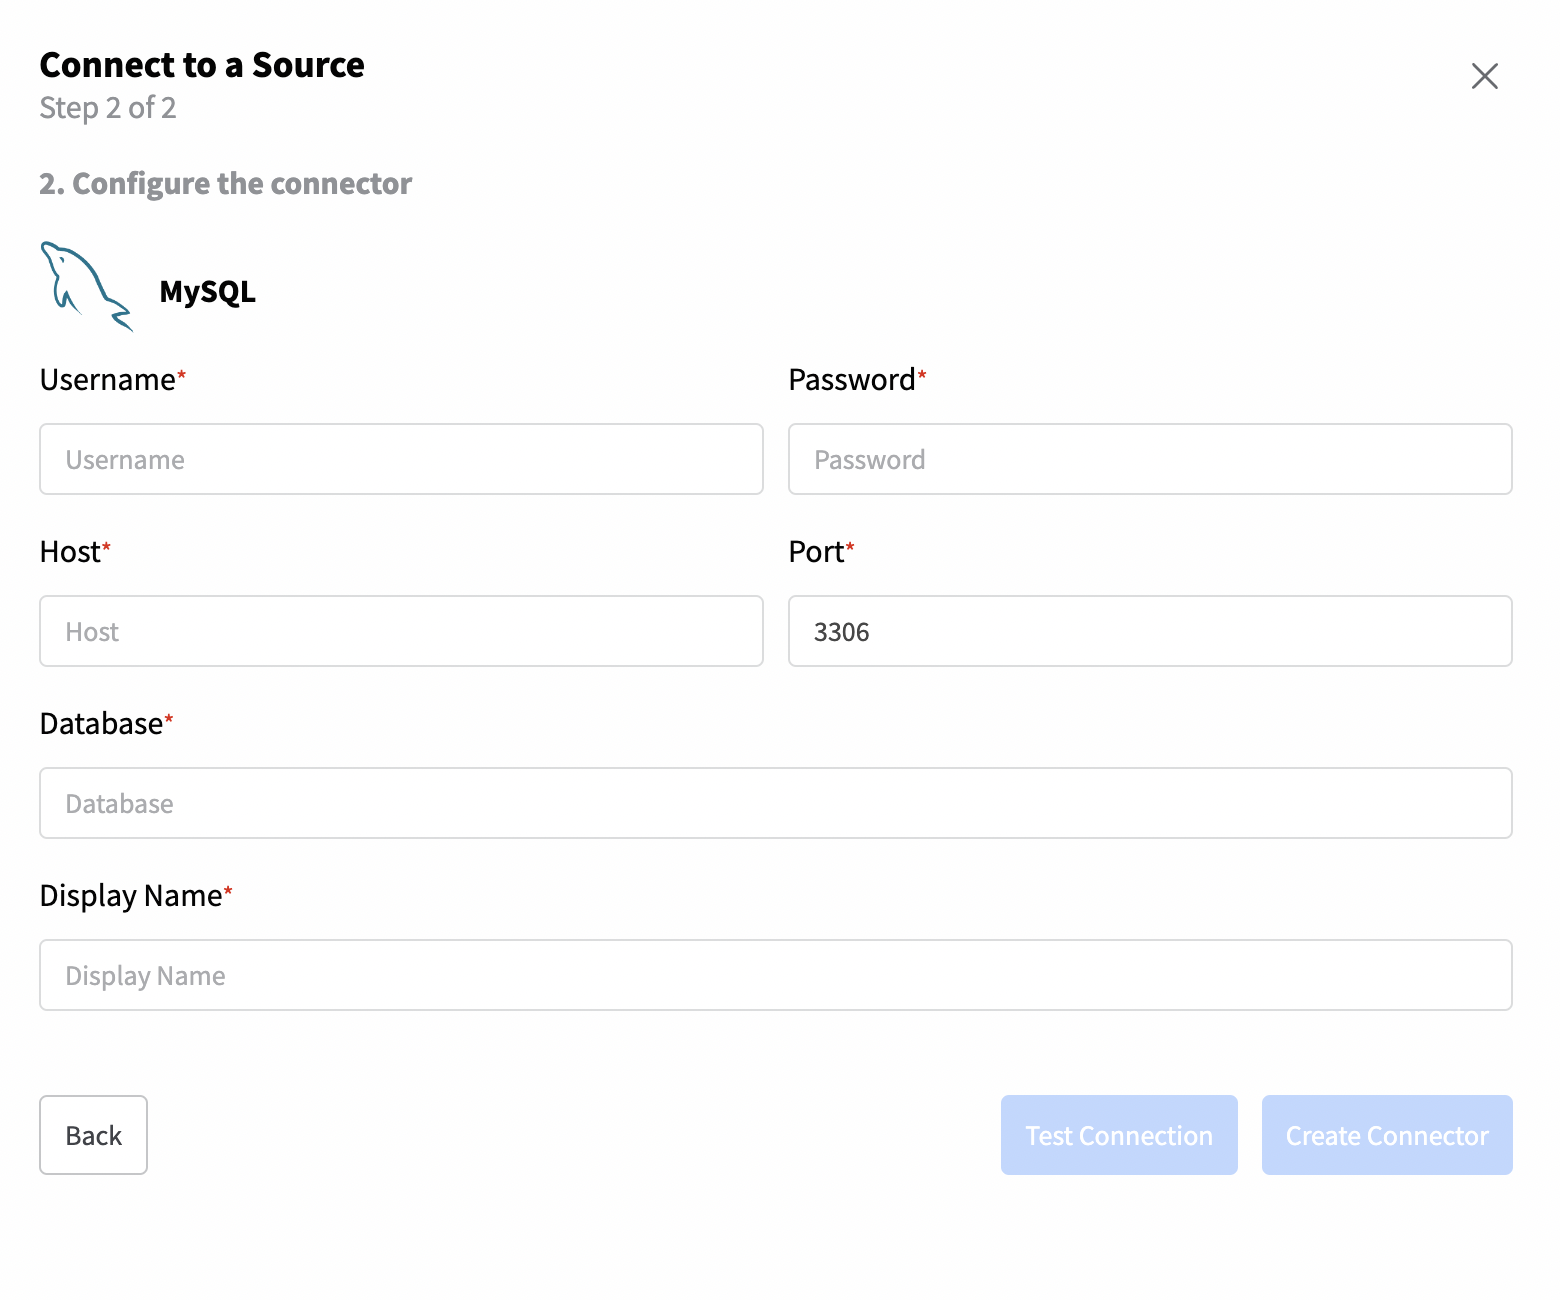 Connect to a Source
Step 2 of 2
2. Configure the connector
MySQL
Username* Password*
Username Password
Host* Port*
Host 3306
Database*
Database
Display Name*
Display Name
Back Test Connection Create Connector